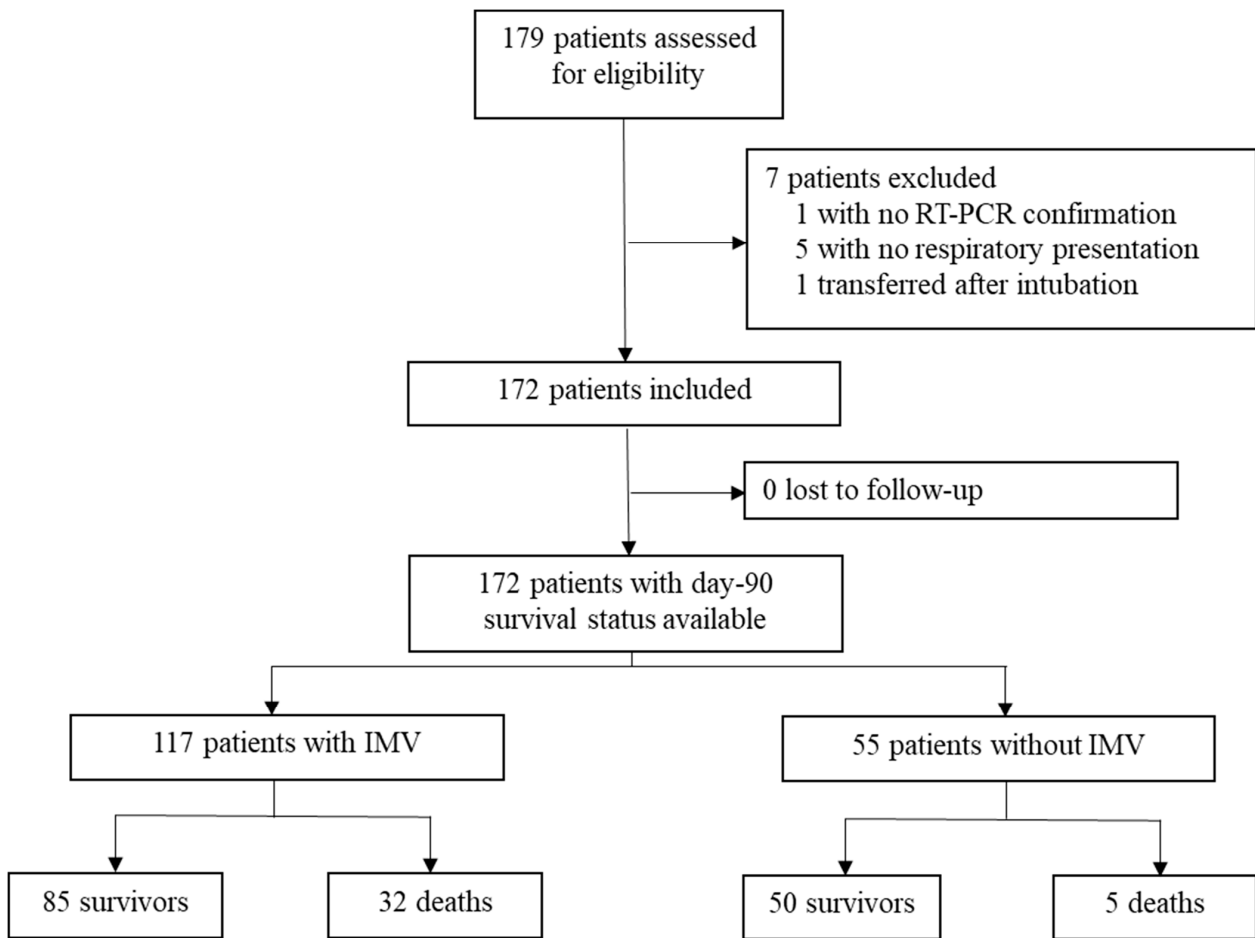 179 patients assessed
for eligibility
7 patients excluded
1 with no RT-PCR confirmation
5 with no respiratory presentation
1 transferred after intubation
172 patients included
0 lost to follow-up
172 patients with day-90
survival status available
117 patients with IMV
55 patients without IMV
85 survivors
32 deaths
50 survivors
5 deaths